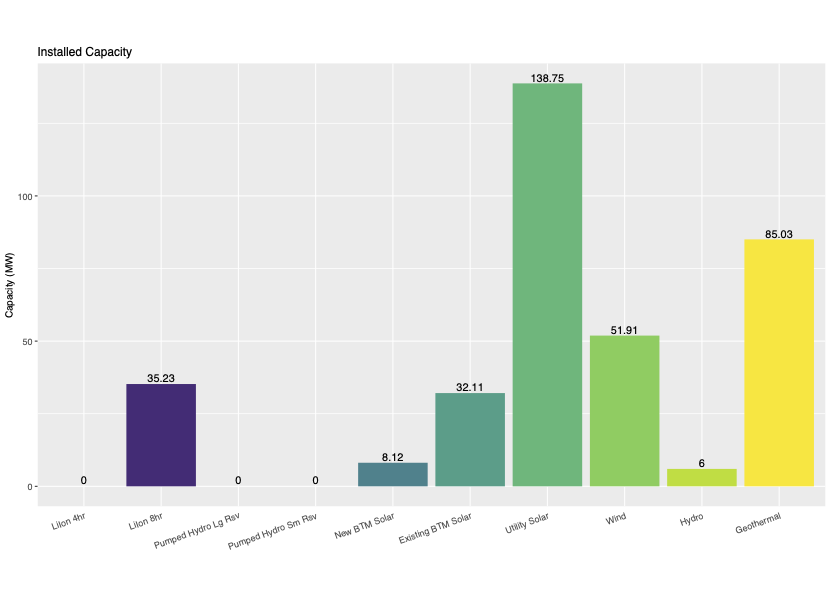 Installed Capacity
138.75
100
85.03
Capacity (MW)
51.91
50
35.23
32.11
8.12
6
0
0
0
0
LiIon 4hr
LiIon 8hr
Pumped Hydro Lg Rsv
Pumped Hydro Sm Rsv
New BTM Solar
Existing BTM Solar
Utility Solar
Wind
Hydro
Geothermal